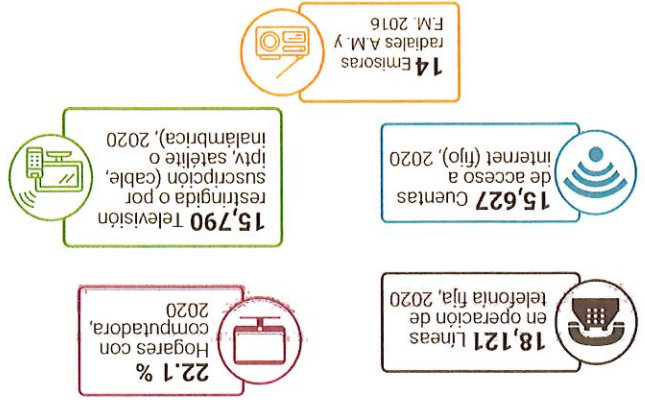 18,121 Líneas
en operación de
telefonía fija, 2020
22.1 %
Hogares con
computadora,
2020
15,627 Cuentas
de acceso a
internet (fijo), 2020
15,790 Televisión
restringida o por
suscripción (cable,
iptv, satélite o
inalámbrica), 2020
14 Emisoras
radiales A.M. y
F.M. 2016